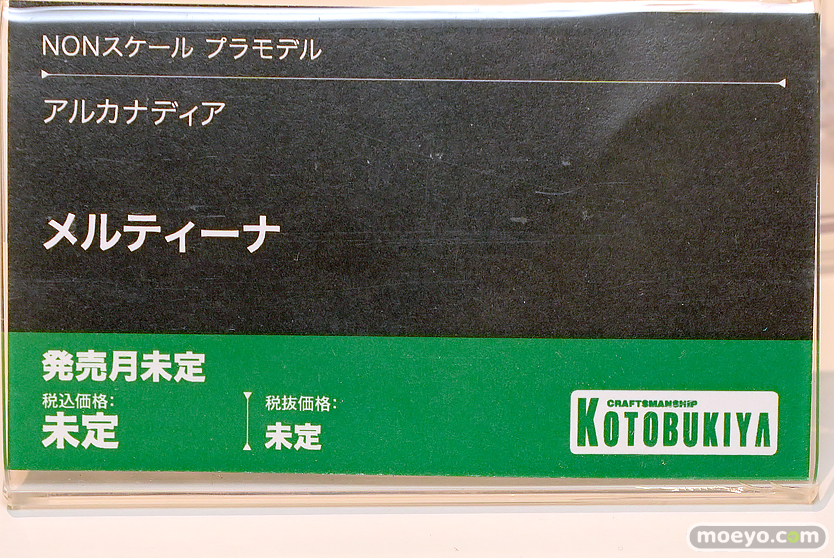 NONスケール プラモデル
アルカナディア
メルティーナ
発売月未定
税込価格:
未定
税抜価格:
未定
CRAFTSMANSHIP
KOTOBUKIYA
moeyo.com